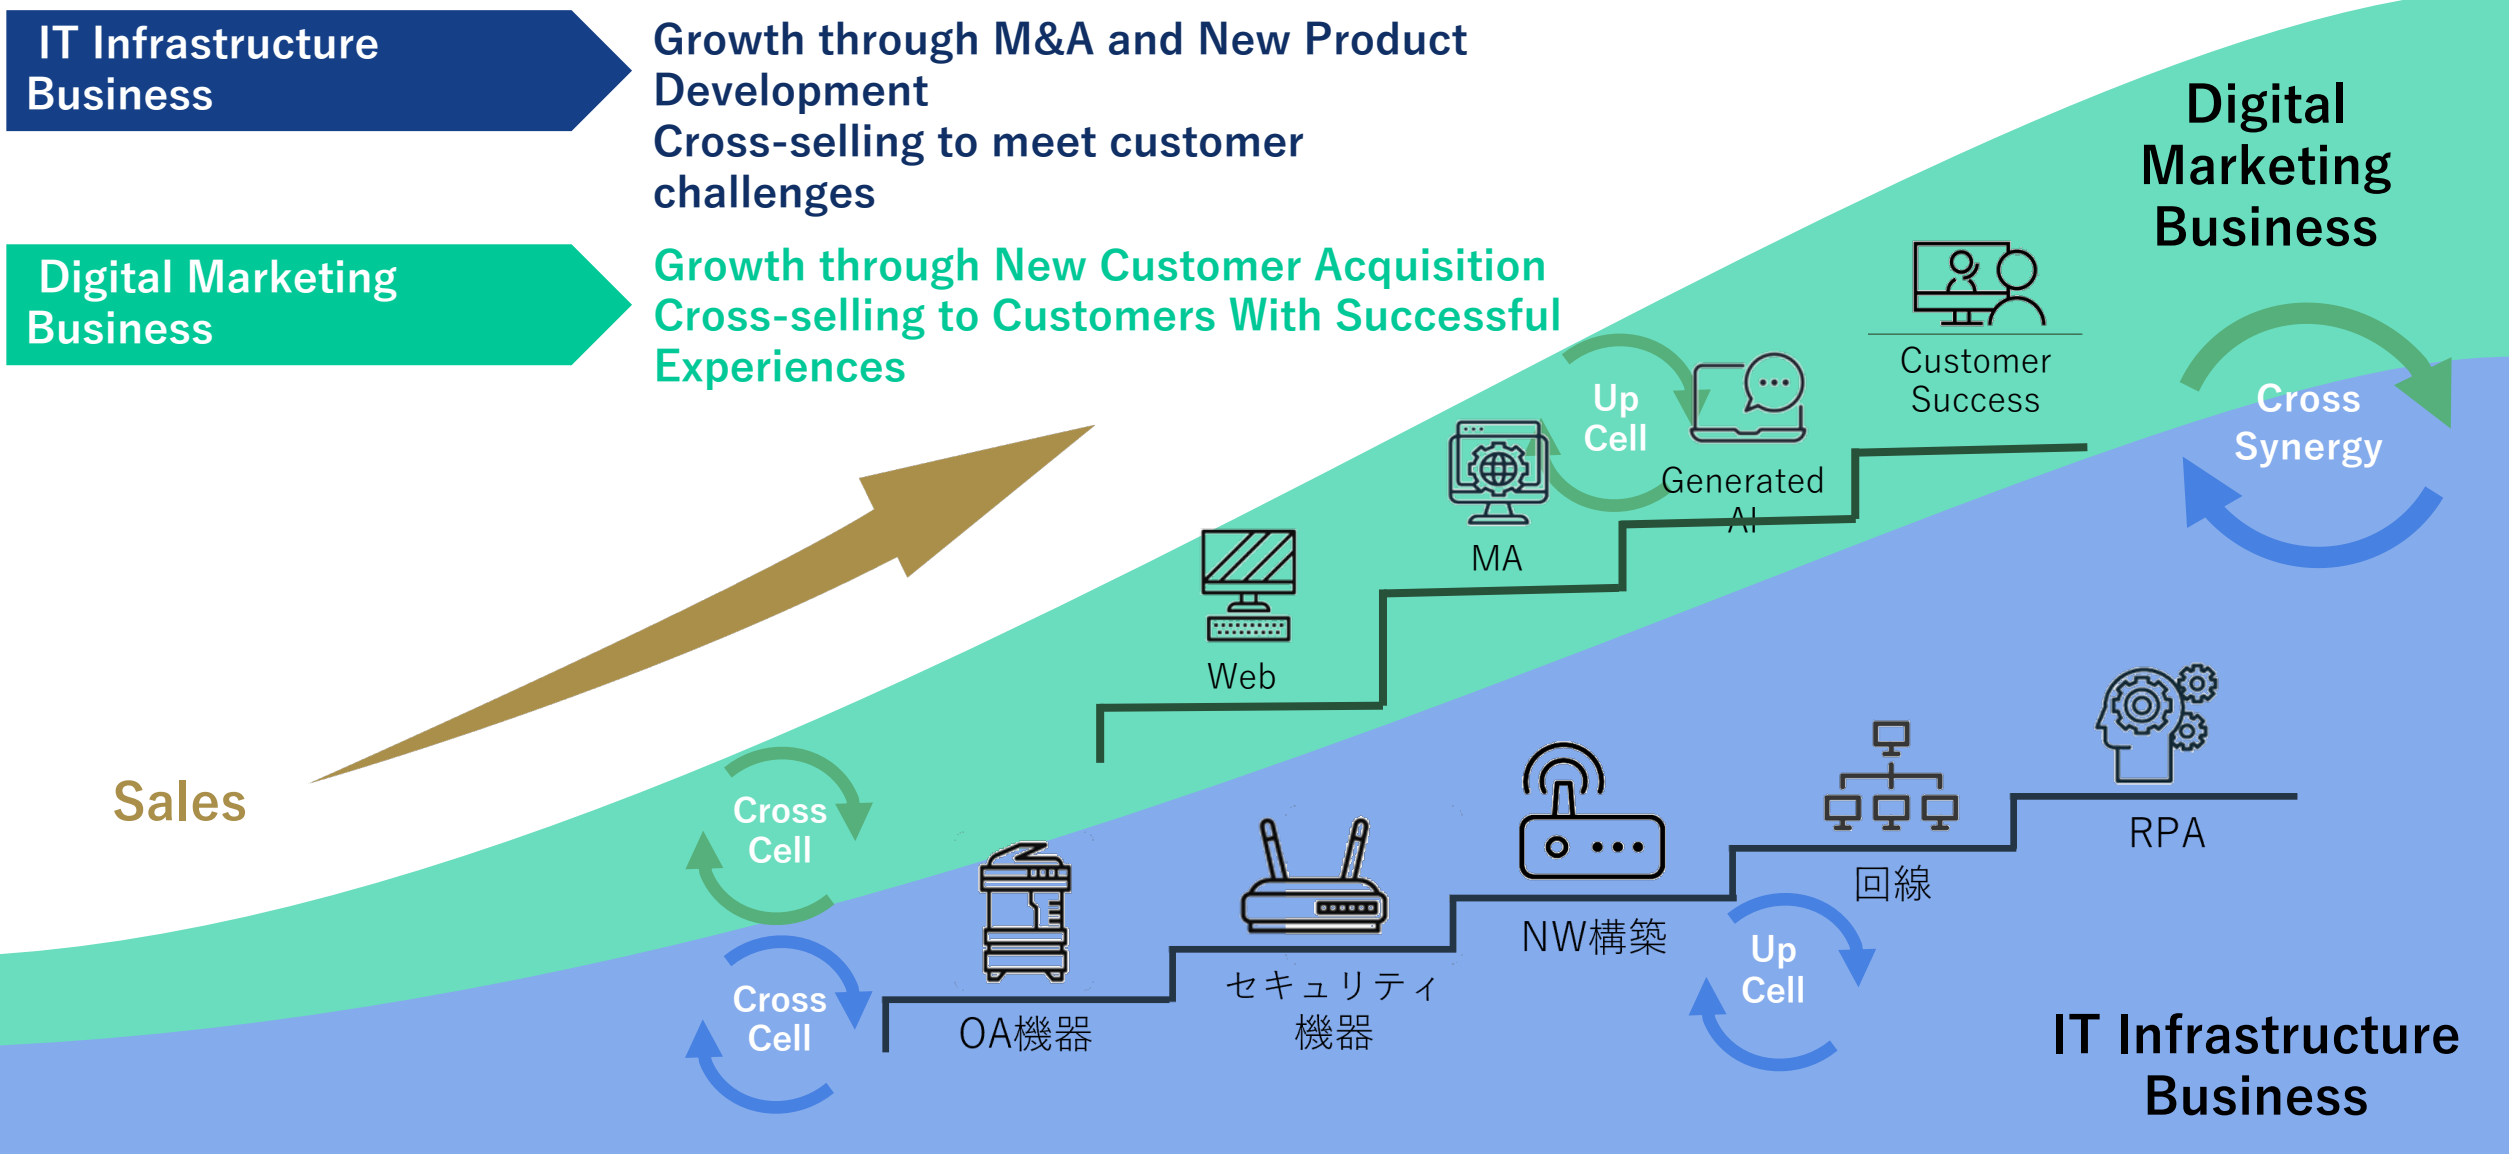 IT Infrastructure
Business
Growth through M&A and New Product
Development
Cross-selling to meet customer
challenges
Digital Marketing
Business
Growth through New Customer Acquisition
Cross-selling to Customers With Successful
Experiences
Digital
Marketing
Business
Customer
Success
Up
Cell
Cross
Synergy
Generated
AI
MA
Web
Sales
Cross
Cell
RPA
回線
NW構築
Up
Cell
セキュリティ
機器
Cross
Cell
OA機器
IT Infrastructure
Business